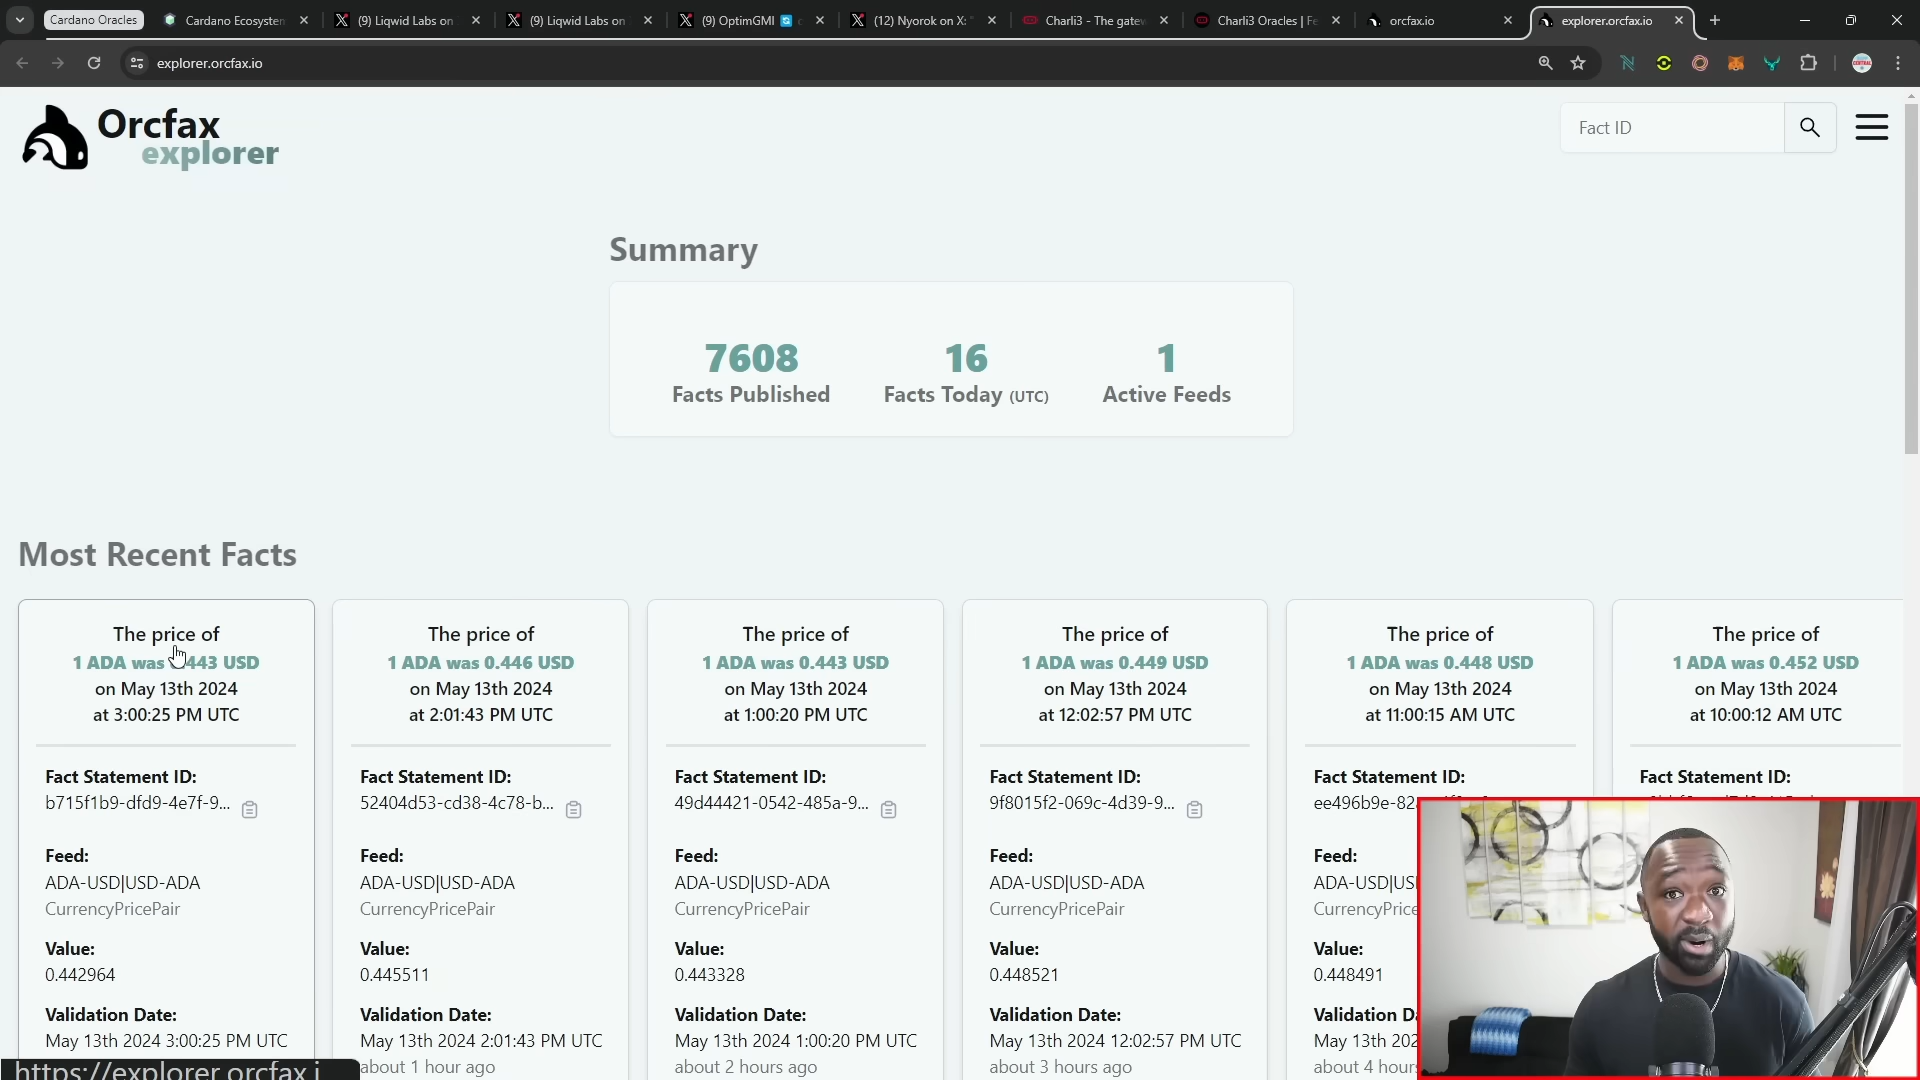 Cardano Oracles
Cardano Ecosystem
(9) Liqwid Labs on
(9) Liqwid Labs on
(9) OptimGMI
(12) Nyorok on X: "
Charli3 - The gatew
Charli3 Oracles | Fe
orcfax.io
explorer.orcfax.io
explorer.orcfax.io
Orcfax
explorer
Fact ID
Summary
7608
Facts Published
16
Facts Today (UTC)
1
Active Feeds
Most Recent Facts
The price of
1 ADA was 0.443 USD
on May 13th 2024
at 3:00:25 PM UTC
Fact Statement ID:
b715f1b9-dfd9-4e7f-9...
Feed:
ADA-USD|USD-ADA
CurrencyPricePair
Value:
0.442964
Validation Date:
May 13th 2024 3:00:25 PM UTC
The price of
1 ADA was 0.446 USD
on May 13th 2024
at 2:01:43 PM UTC
Fact Statement ID:
52404d53-cd38-4c78-b...
Feed:
ADA-USD|USD-ADA
CurrencyPricePair
Value:
0.445511
Validation Date:
May 13th 2024 2:01:43 PM UTC
about 1 hour ago
The price of
1 ADA was 0.443 USD
on May 13th 2024
at 1:00:20 PM UTC
Fact Statement ID:
49d44421-0542-485a-9...
Feed:
ADA-USD|USD-ADA
CurrencyPricePair
Value:
0.443328
Validation Date:
May 13th 2024 1:00:20 PM UTC
about 2 hours ago
The price of
1 ADA was 0.449 USD
on May 13th 2024
at 12:02:57 PM UTC
Fact Statement ID:
9f8015f2-069c-4d39-9...
Feed:
ADA-USD|USD-ADA
CurrencyPricePair
Value:
0.448521
Validation Date:
May 13th 2024 12:02:57 PM UTC
about 3 hours ago
The price of
1 ADA was 0.448 USD
on May 13th 2024
at 11:00:15 AM UTC
Fact Statement ID:
ee496b9e-82
Feed:
ADA-USD|USD
CurrencyPrice
Value:
0.448491
Validation D
May 13th 202
about 4 hours
The price of
1 ADA was 0.452 USD
on May 13th 2024
at 10:00:12 AM UTC
Fact Statement ID:
https://explorer.orcfax.i